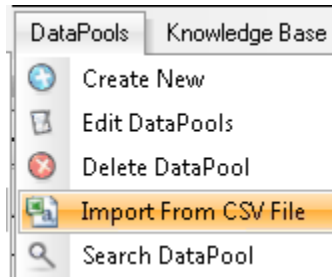 DataPools Knowledge Base
Create New
Edit DataPools
Delete DataPool
Import From CSV File
Search DataPool